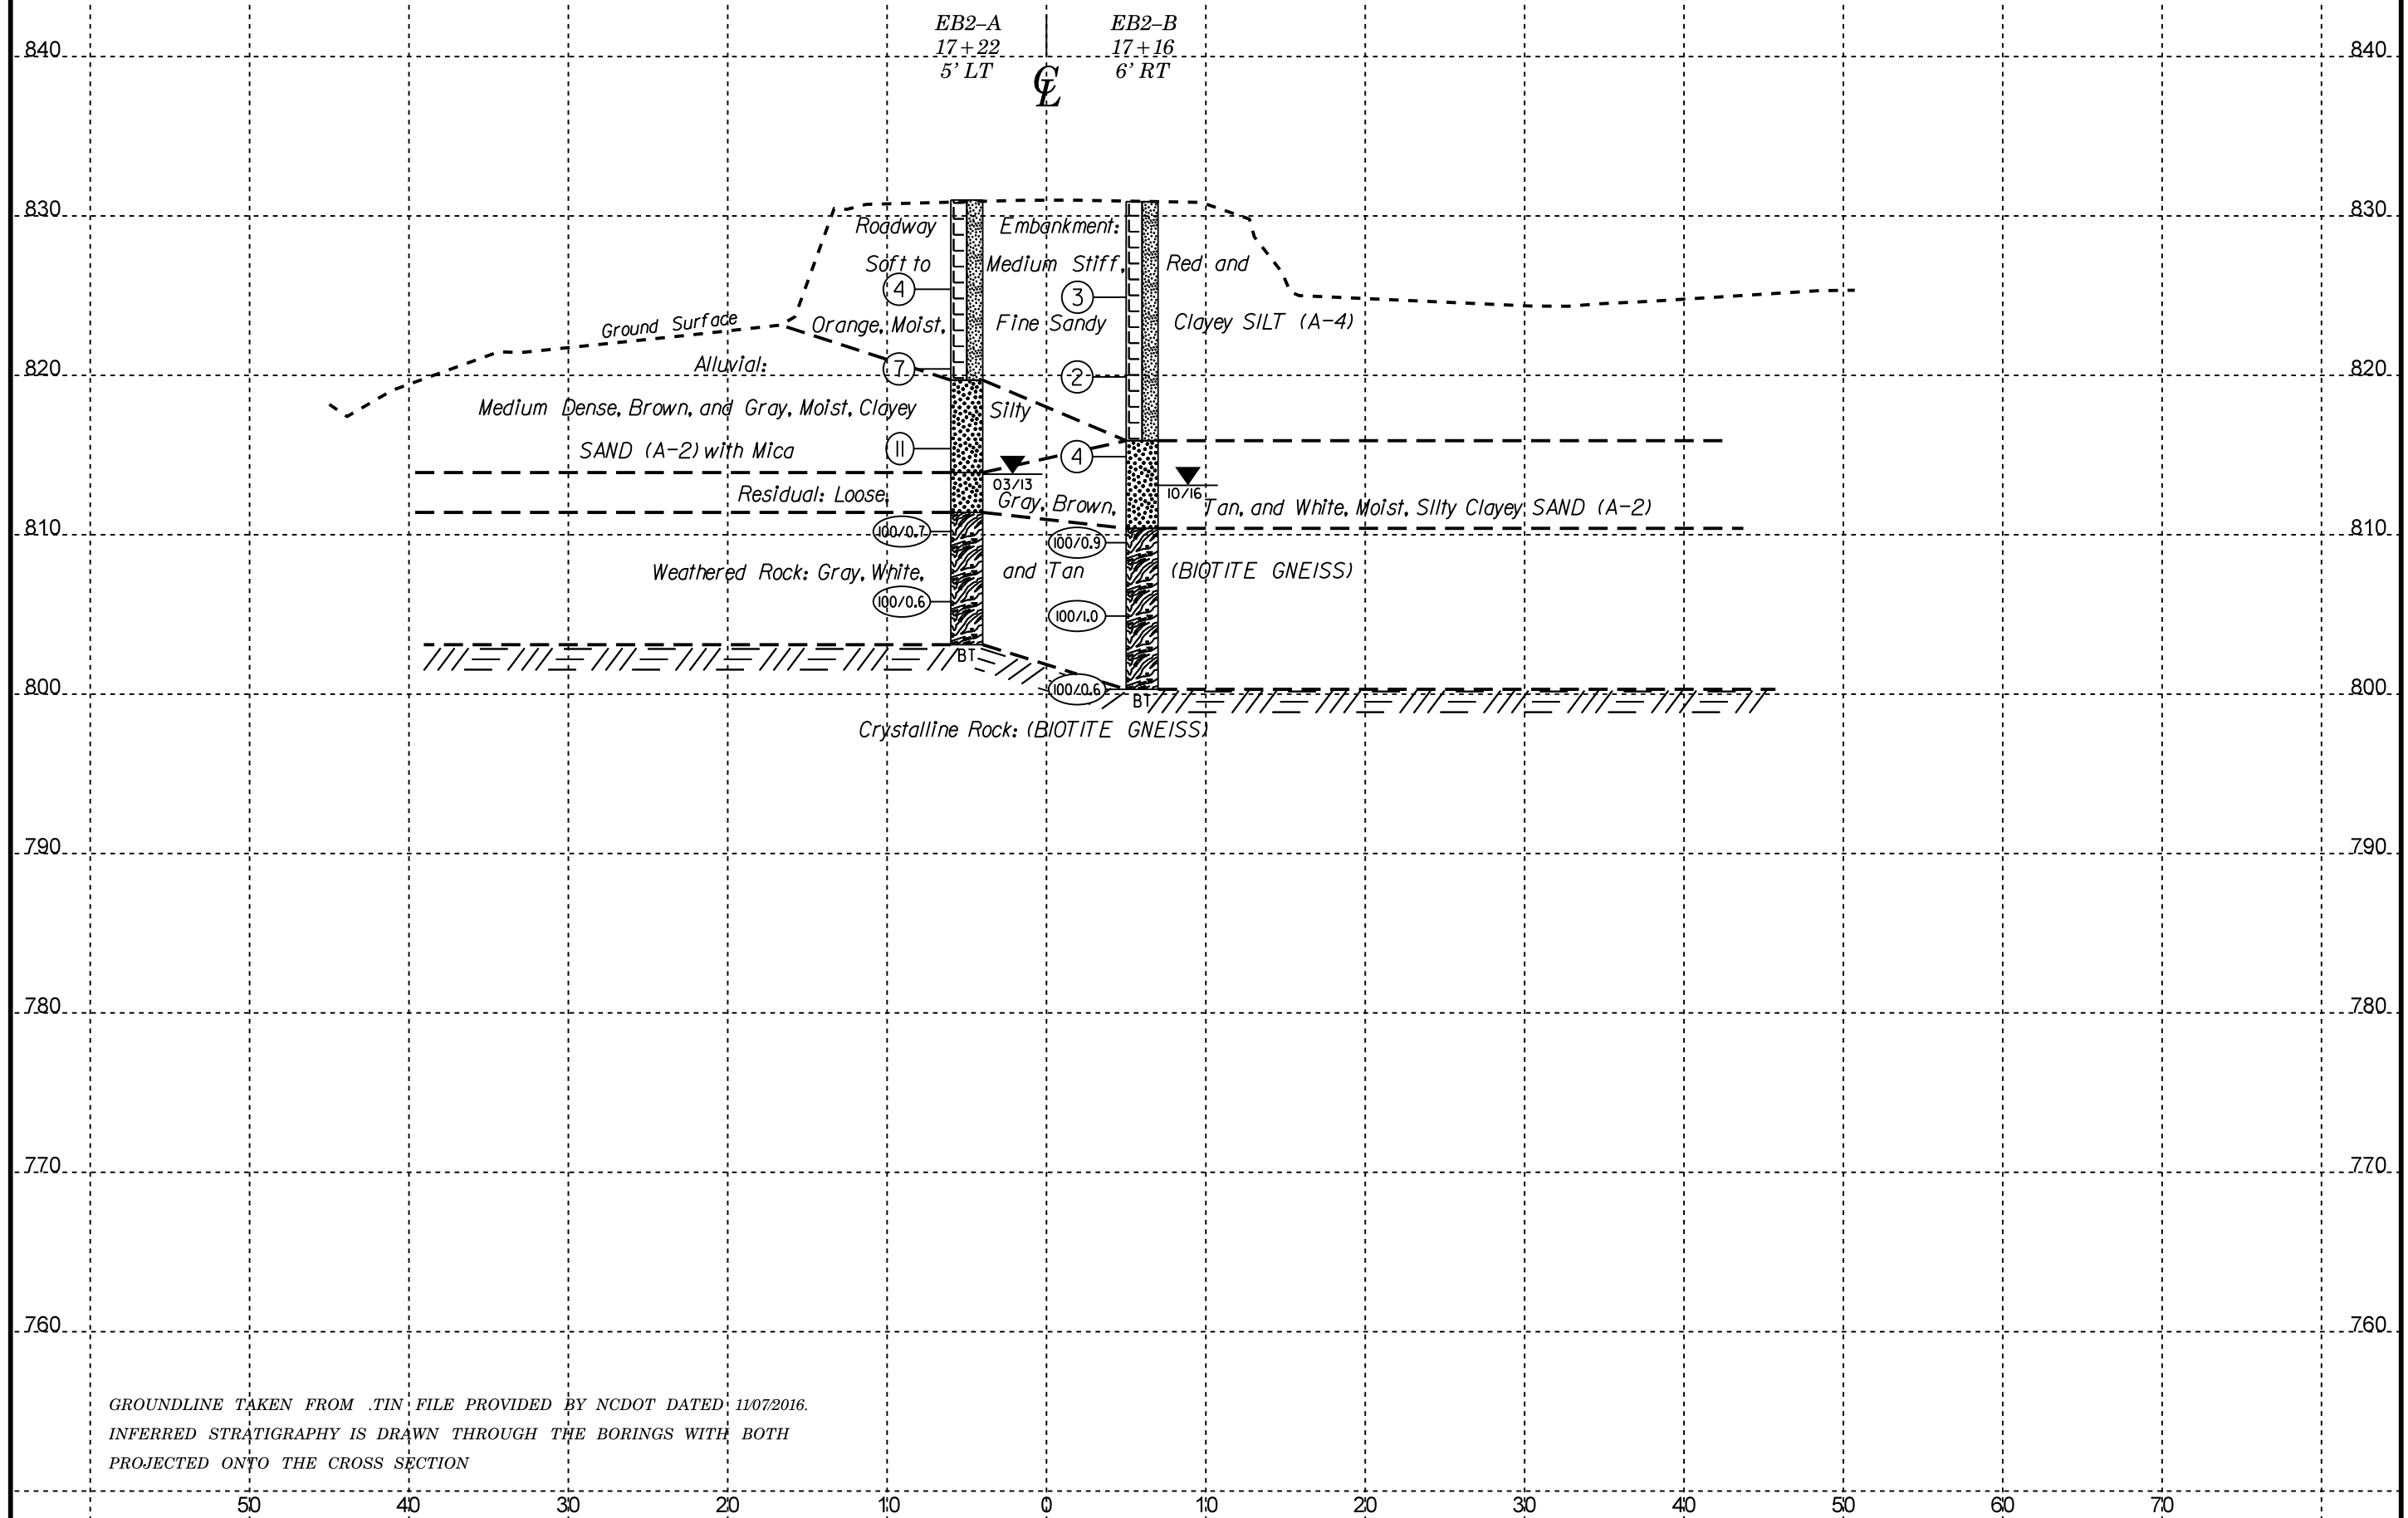 EB2-A EB2-B
17+22 17+16
5' LT 6' RT
℄
840 840
830 830
Roadway Embankment:
Soft to Medium Stiff, Red and
4 3
Ground Surface Orange, Moist, Fine Sandy Clayey SILT (A-4)
820 Alluvial: 7 2 820
Medium Dense, Brown, and Gray, Moist, Clayey Silty
SAND (A-2) with Mica 11 4
03/13 10/16
Residual: Loose, Gray, Brown, Tan, and White, Moist, SIlty Clayey SAND (A-2)
810 100/0.7 100/0.9 810
Weathered Rock: Gray, White, and Tan (BIOTITE GNEISS)
100/0.6 100/1.0
BT
800 100/0.6 800
BT
Crystalline Rock: (BIOTITE GNEISS)
790 790
780 780
770 770
760 760
GROUNDLINE TAKEN FROM .TIN FILE PROVIDED BY NCDOT DATED 11/07/2016.
INFERRED STRATIGRAPHY IS DRAWN THROUGH THE BORINGS WITH BOTH
PROJECTED ONTO THE CROSS SECTION
50 40 30 20 10 0 10 20 30 40 50 60 70